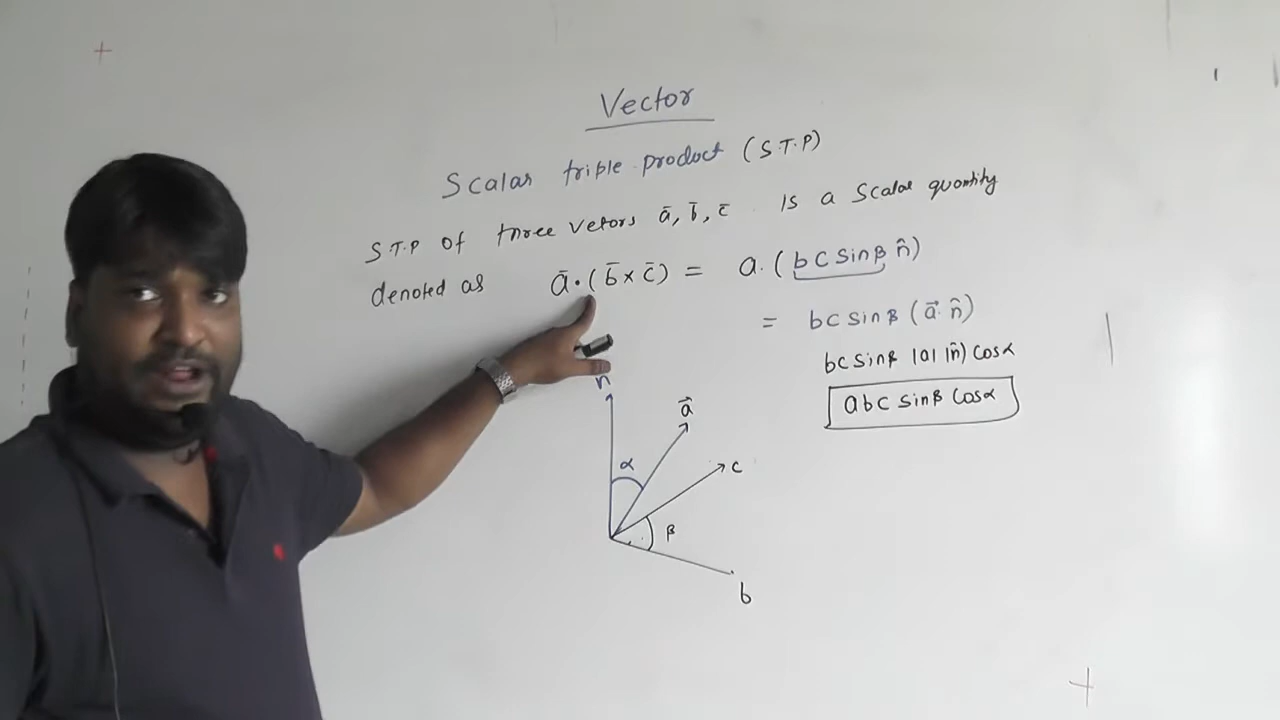 Vector
Scalar triple product (S.T.P)
S.T.P of three Vetors ā, b̄, c̄ Is a Scalar quantity
denoted as ā·(b̄ × c̄) = a·(bc sinβ n̂)
= bc sinβ (a⃗·n̂)
bc sinβ |a| |n̂) cosα
abc sinβ cosα
n
a⃗
α
c
β
b